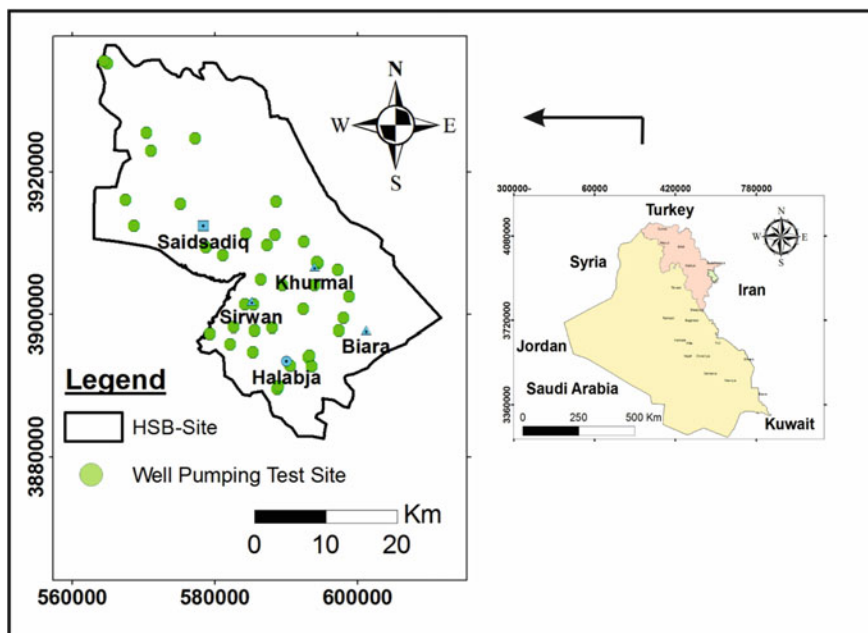 N
W E
S
3920000
3900000
3880000
Saidsadiq
Khurmal
Sirwan
Biara
Halabja
Legend
HSB-Site
Well Pumping Test Site
Km
0 10 20
560000 580000 600000
300000- 60000 420000 780000
4080000
3720000
3360000
Turkey
N
W E
S
Syria
Iran
Jordan
Saudi Arabia
Kuwait
0 250 500 Km